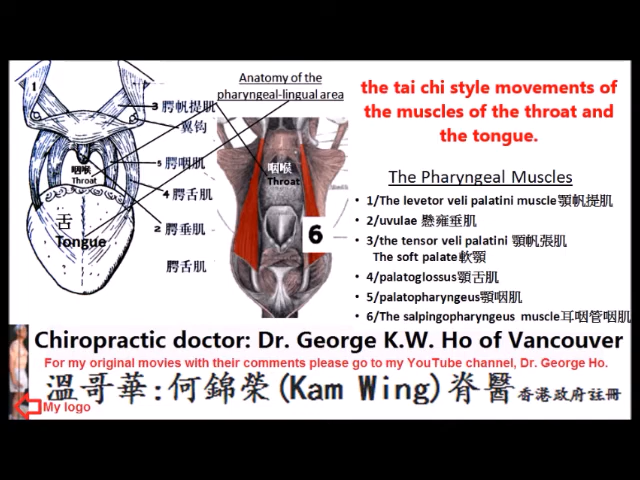 1
3 腭帆提肌
翼钩
5 腭咽肌
4 腭舌肌
2 腭垂肌
腭舌肌
咽喉
Throat
舌
Tongue
Anatomy of the
pharyngeal-lingual area
咽喉
Throat
6
the tai chi style movements of
the muscles of the throat and
the tongue.
The Pharyngeal Muscles
• 1/The levetor veli palatini muscle顎帆提肌
• 2/uvulae 懸雍垂肌
• 3/the tensor veli palatini 顎帆張肌
The soft palate軟顎
• 4/palatoglossus顎舌肌
• 5/palatopharyngeus顎咽肌
• 6/The salpingopharyngeus muscle耳咽管咽肌
Chiropractic doctor: Dr. George K.W. Ho of Vancouver
For my original movies with their comments please go to my YouTube channel, Dr. George Ho.
溫哥華:何錦榮(Kam Wing)脊醫香港政府註冊
My logo